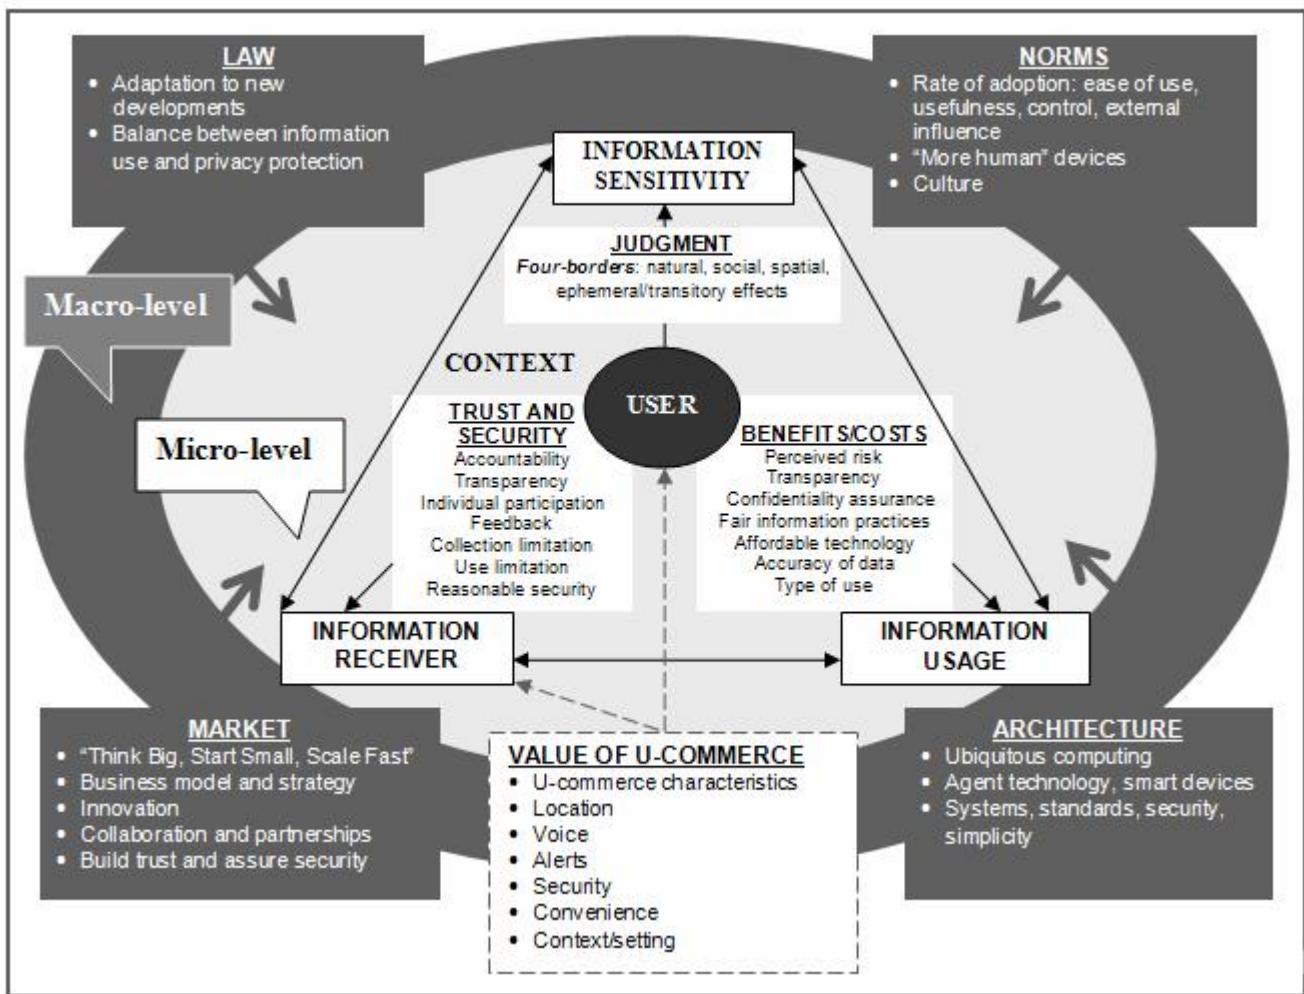 LAW
• Adaptation to new
developments
• Balance between information
use and privacy protection
NORMS
• Rate of adoption: ease of use,
usefulness, control, external
influence
• “More human” devices
• Culture
INFORMATION
SENSITIVITY
JUDGMENT
Four-borders: natural, social, spatial,
ephemeral/transitory effects
Macro-level
Micro-level
CONTEXT
USER
TRUST AND
SECURITY
Accountability
Transparency
Individual participation
Feedback
Collection limitation
Use limitation
Reasonable security
BENEFITS/COSTS
Perceived risk
Transparency
Confidentiality assurance
Fair information practices
Affordable technology
Accuracy of data
Type of use
INFORMATION
RECEIVER
INFORMATION
USAGE
MARKET
• “Think Big, Start Small, Scale Fast”
• Business model and strategy
• Innovation
• Collaboration and partnerships
• Build trust and assure security
VALUE OF U-COMMERCE
• U-commerce characteristics
• Location
• Voice
• Alerts
• Security
• Convenience
• Context/setting
ARCHITECTURE
• Ubiquitous computing
• Agent technology, smart devices
• Systems, standards, security,
simplicity